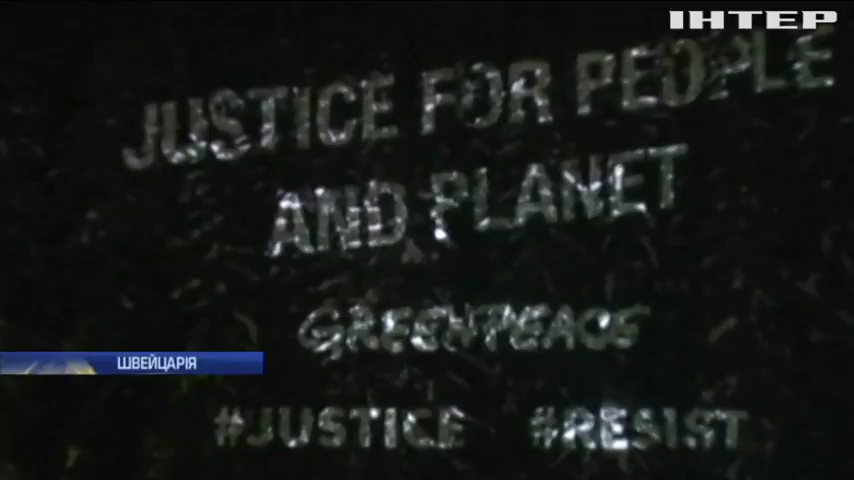 ІНТЕР
JUSTICE FOR PEOPLE
AND PLANET
GREENPEACE
ШВЕЙЦАРІЯ
#JUSTICE #RESIST